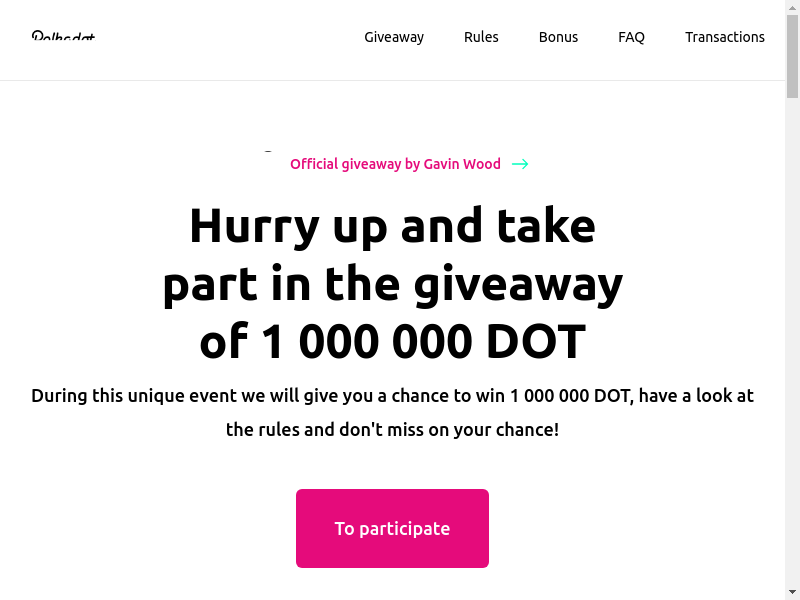 Polkadot
Giveaway Rules Bonus FAQ Transactions
Official giveaway by Gavin Wood
Hurry up and take
part in the giveaway
of 1 000 000 DOT
During this unique event we will give you a chance to win 1 000 000 DOT, have a look at
the rules and don't miss on your chance!
To participate